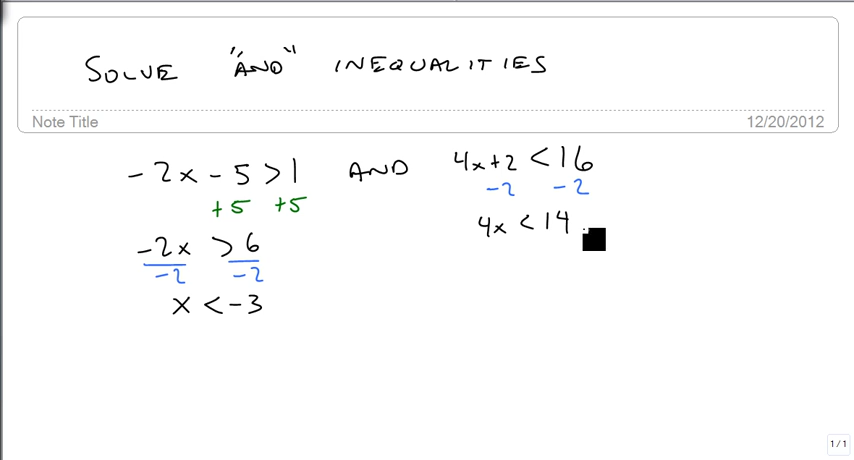 SOLVE "AND" INEQUALITIES
Note Title
12/20/2012
-2x - 5 > 1 AND 4x+2 < 16
+5 +5 -2 -2
-2x > 6 4x < 14
-2 -2
x < -3
1 / 1